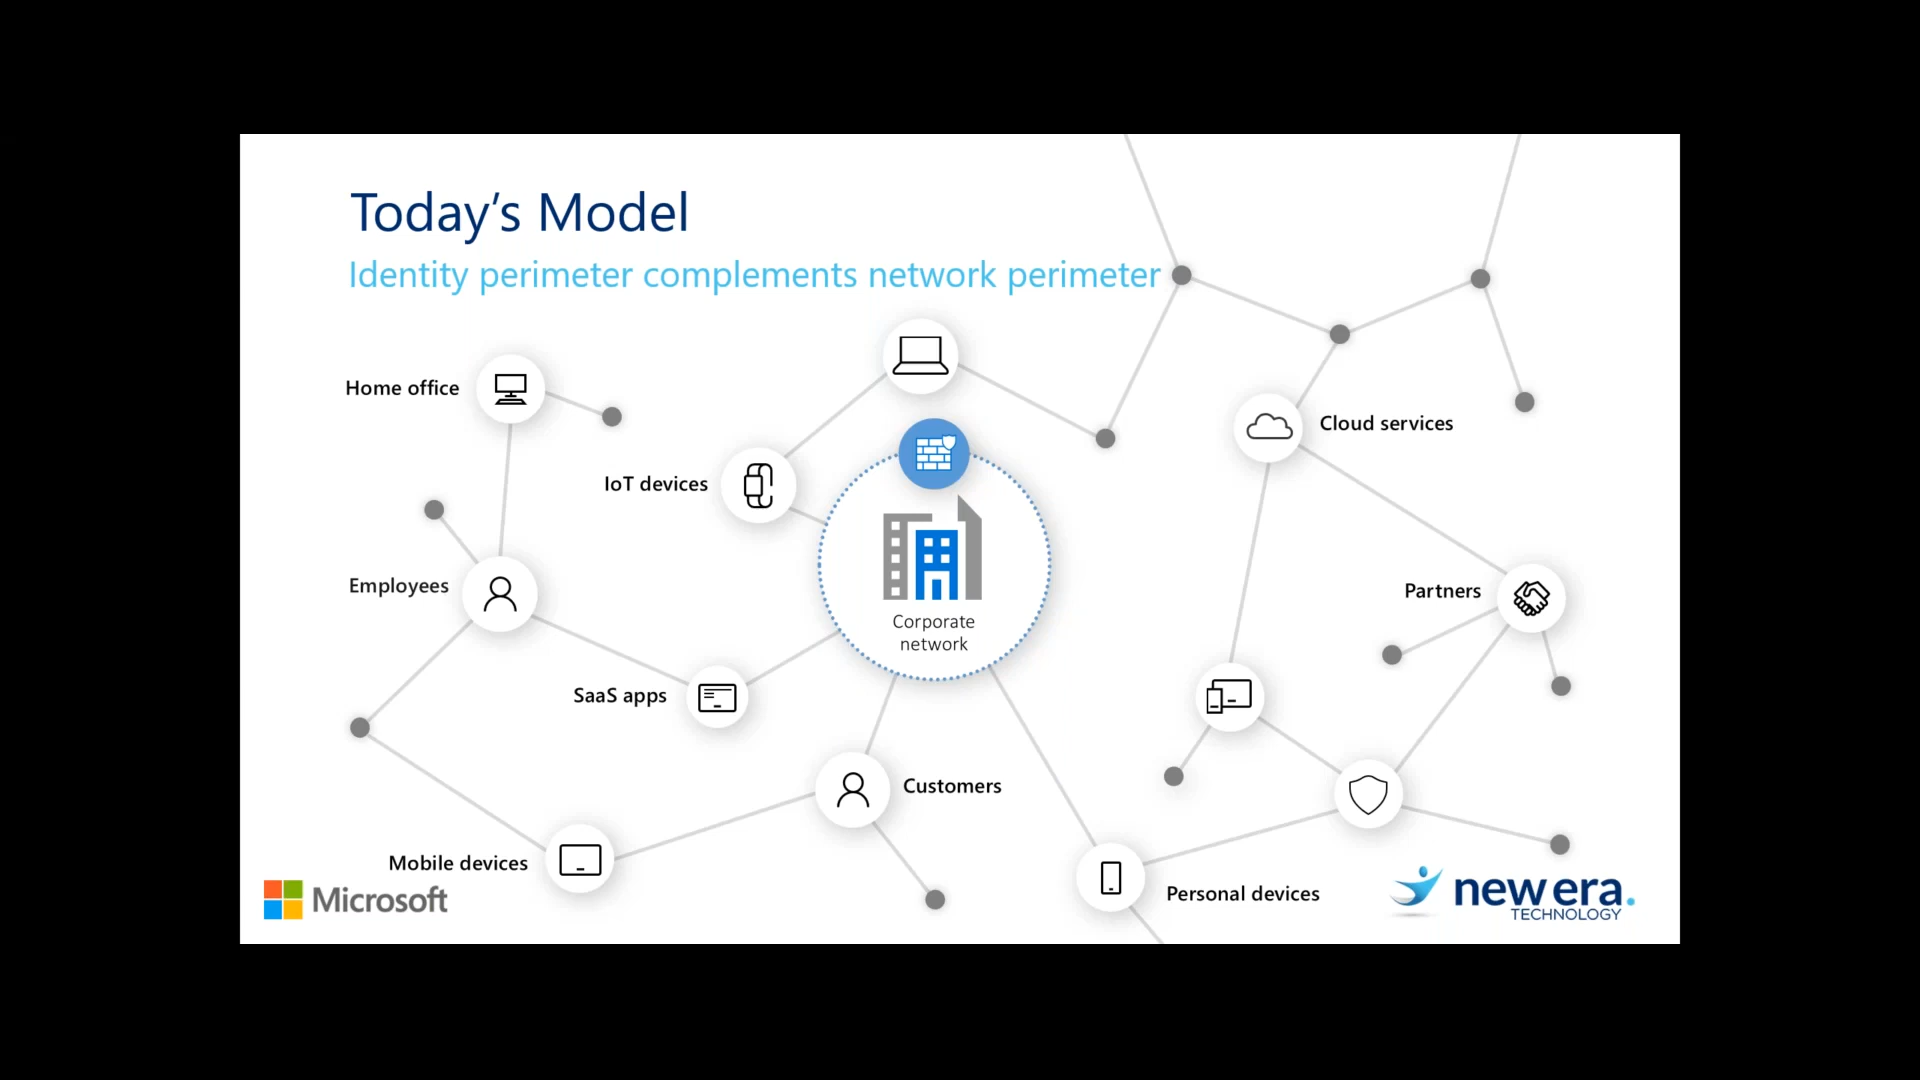 Today's Model
Identity perimeter complements network perimeter
Home office
Cloud services
IoT devices
Employees
Partners
Corporate
network
SaaS apps
Customers
Mobile devices
Personal devices
Microsoft
new era.
TECHNOLOGY